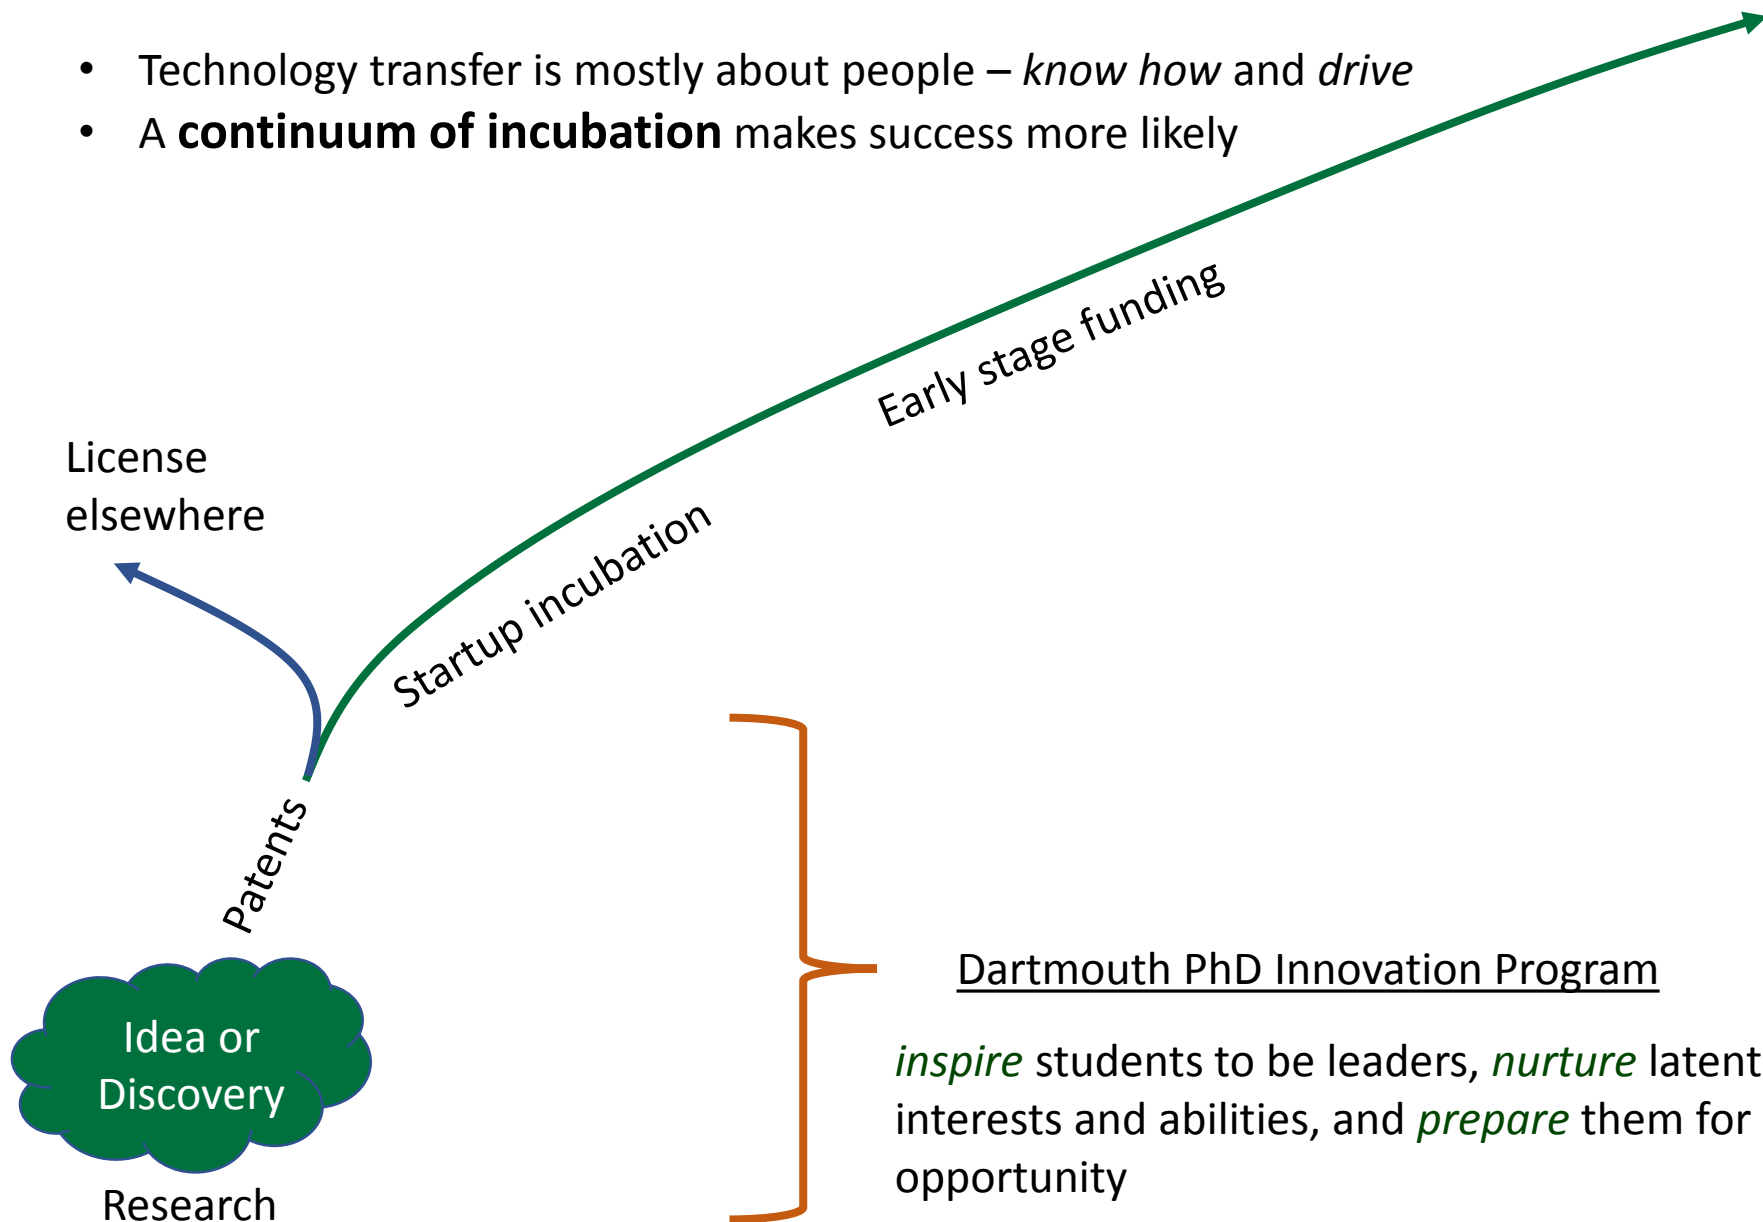 • Technology transfer is mostly about people – know how and drive
• A continuum of incubation makes success more likely
Early stage funding
License
elsewhere
Startup incubation
Patents
Idea or
Discovery
Research
Dartmouth PhD Innovation Program
inspire students to be leaders, nurture latent
interests and abilities, and prepare them for
opportunity